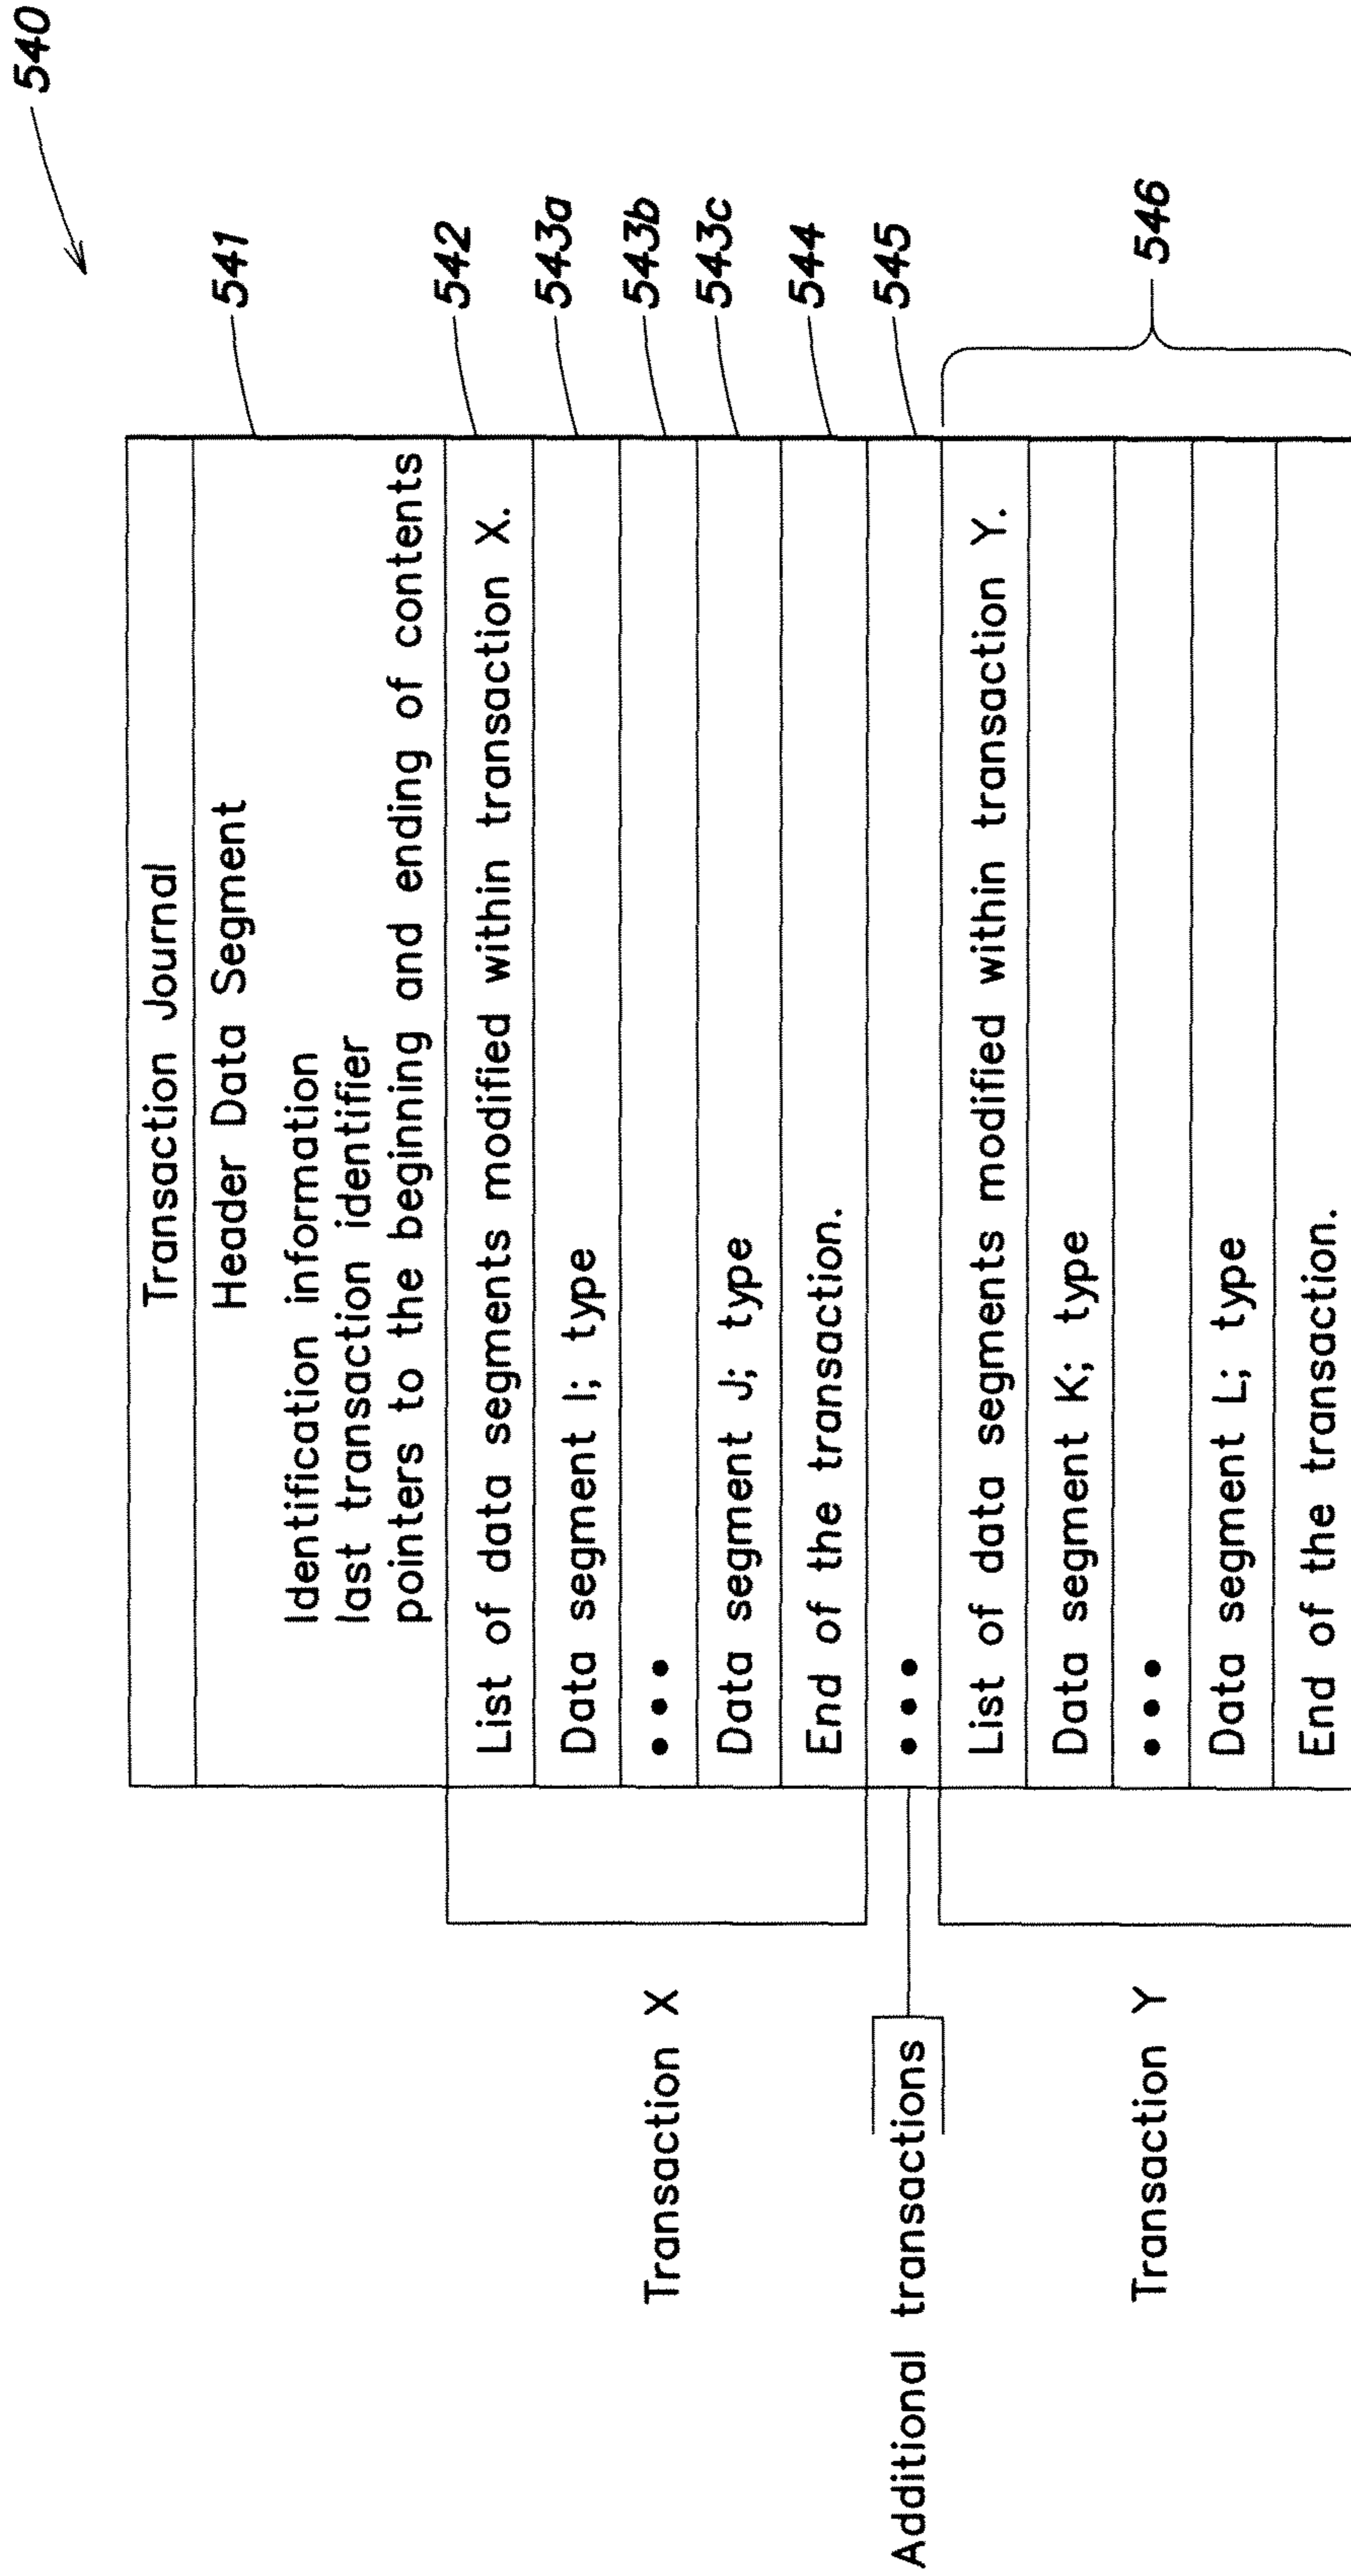 540
Transaction Journal
Header Data Segment
541
Identification information
last transaction identifier
pointers to the beginning and ending of contents
Transaction X
List of data segments modified within transaction X.
542
Data segment I; type
543a
•••
543b
Data segment J; type
543c
End of the transaction.
544
Additional transactions
•••
545
Transaction Y
List of data segments modified within transaction Y.
Data segment K; type
•••
546
Data segment L; type
End of the transaction.